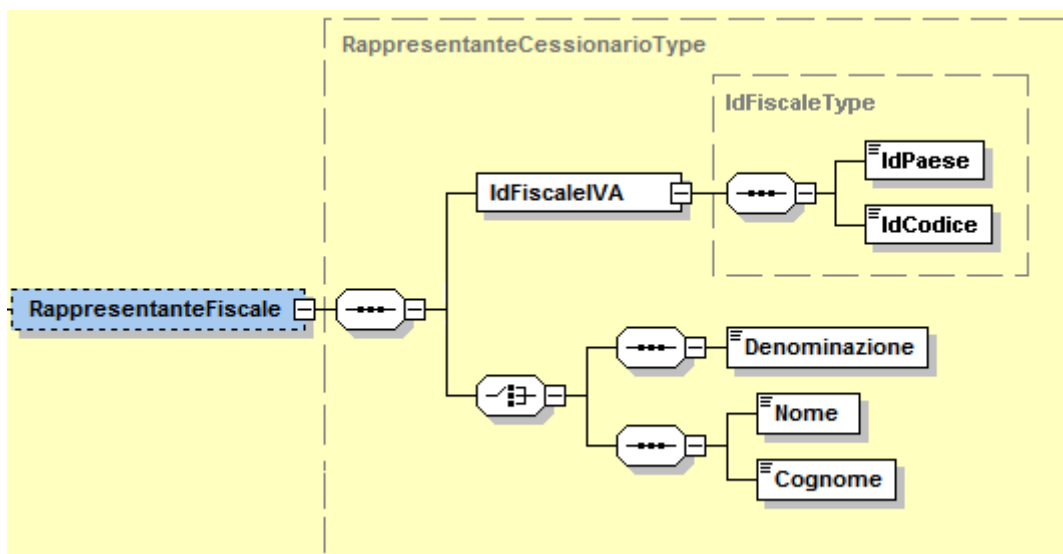 RappresentanteCessionarioType
IdFiscaleType
IdPaese
IdFiscaleIVA
IdCodice
RappresentanteFiscale
Denominazione
Nome
Cognome